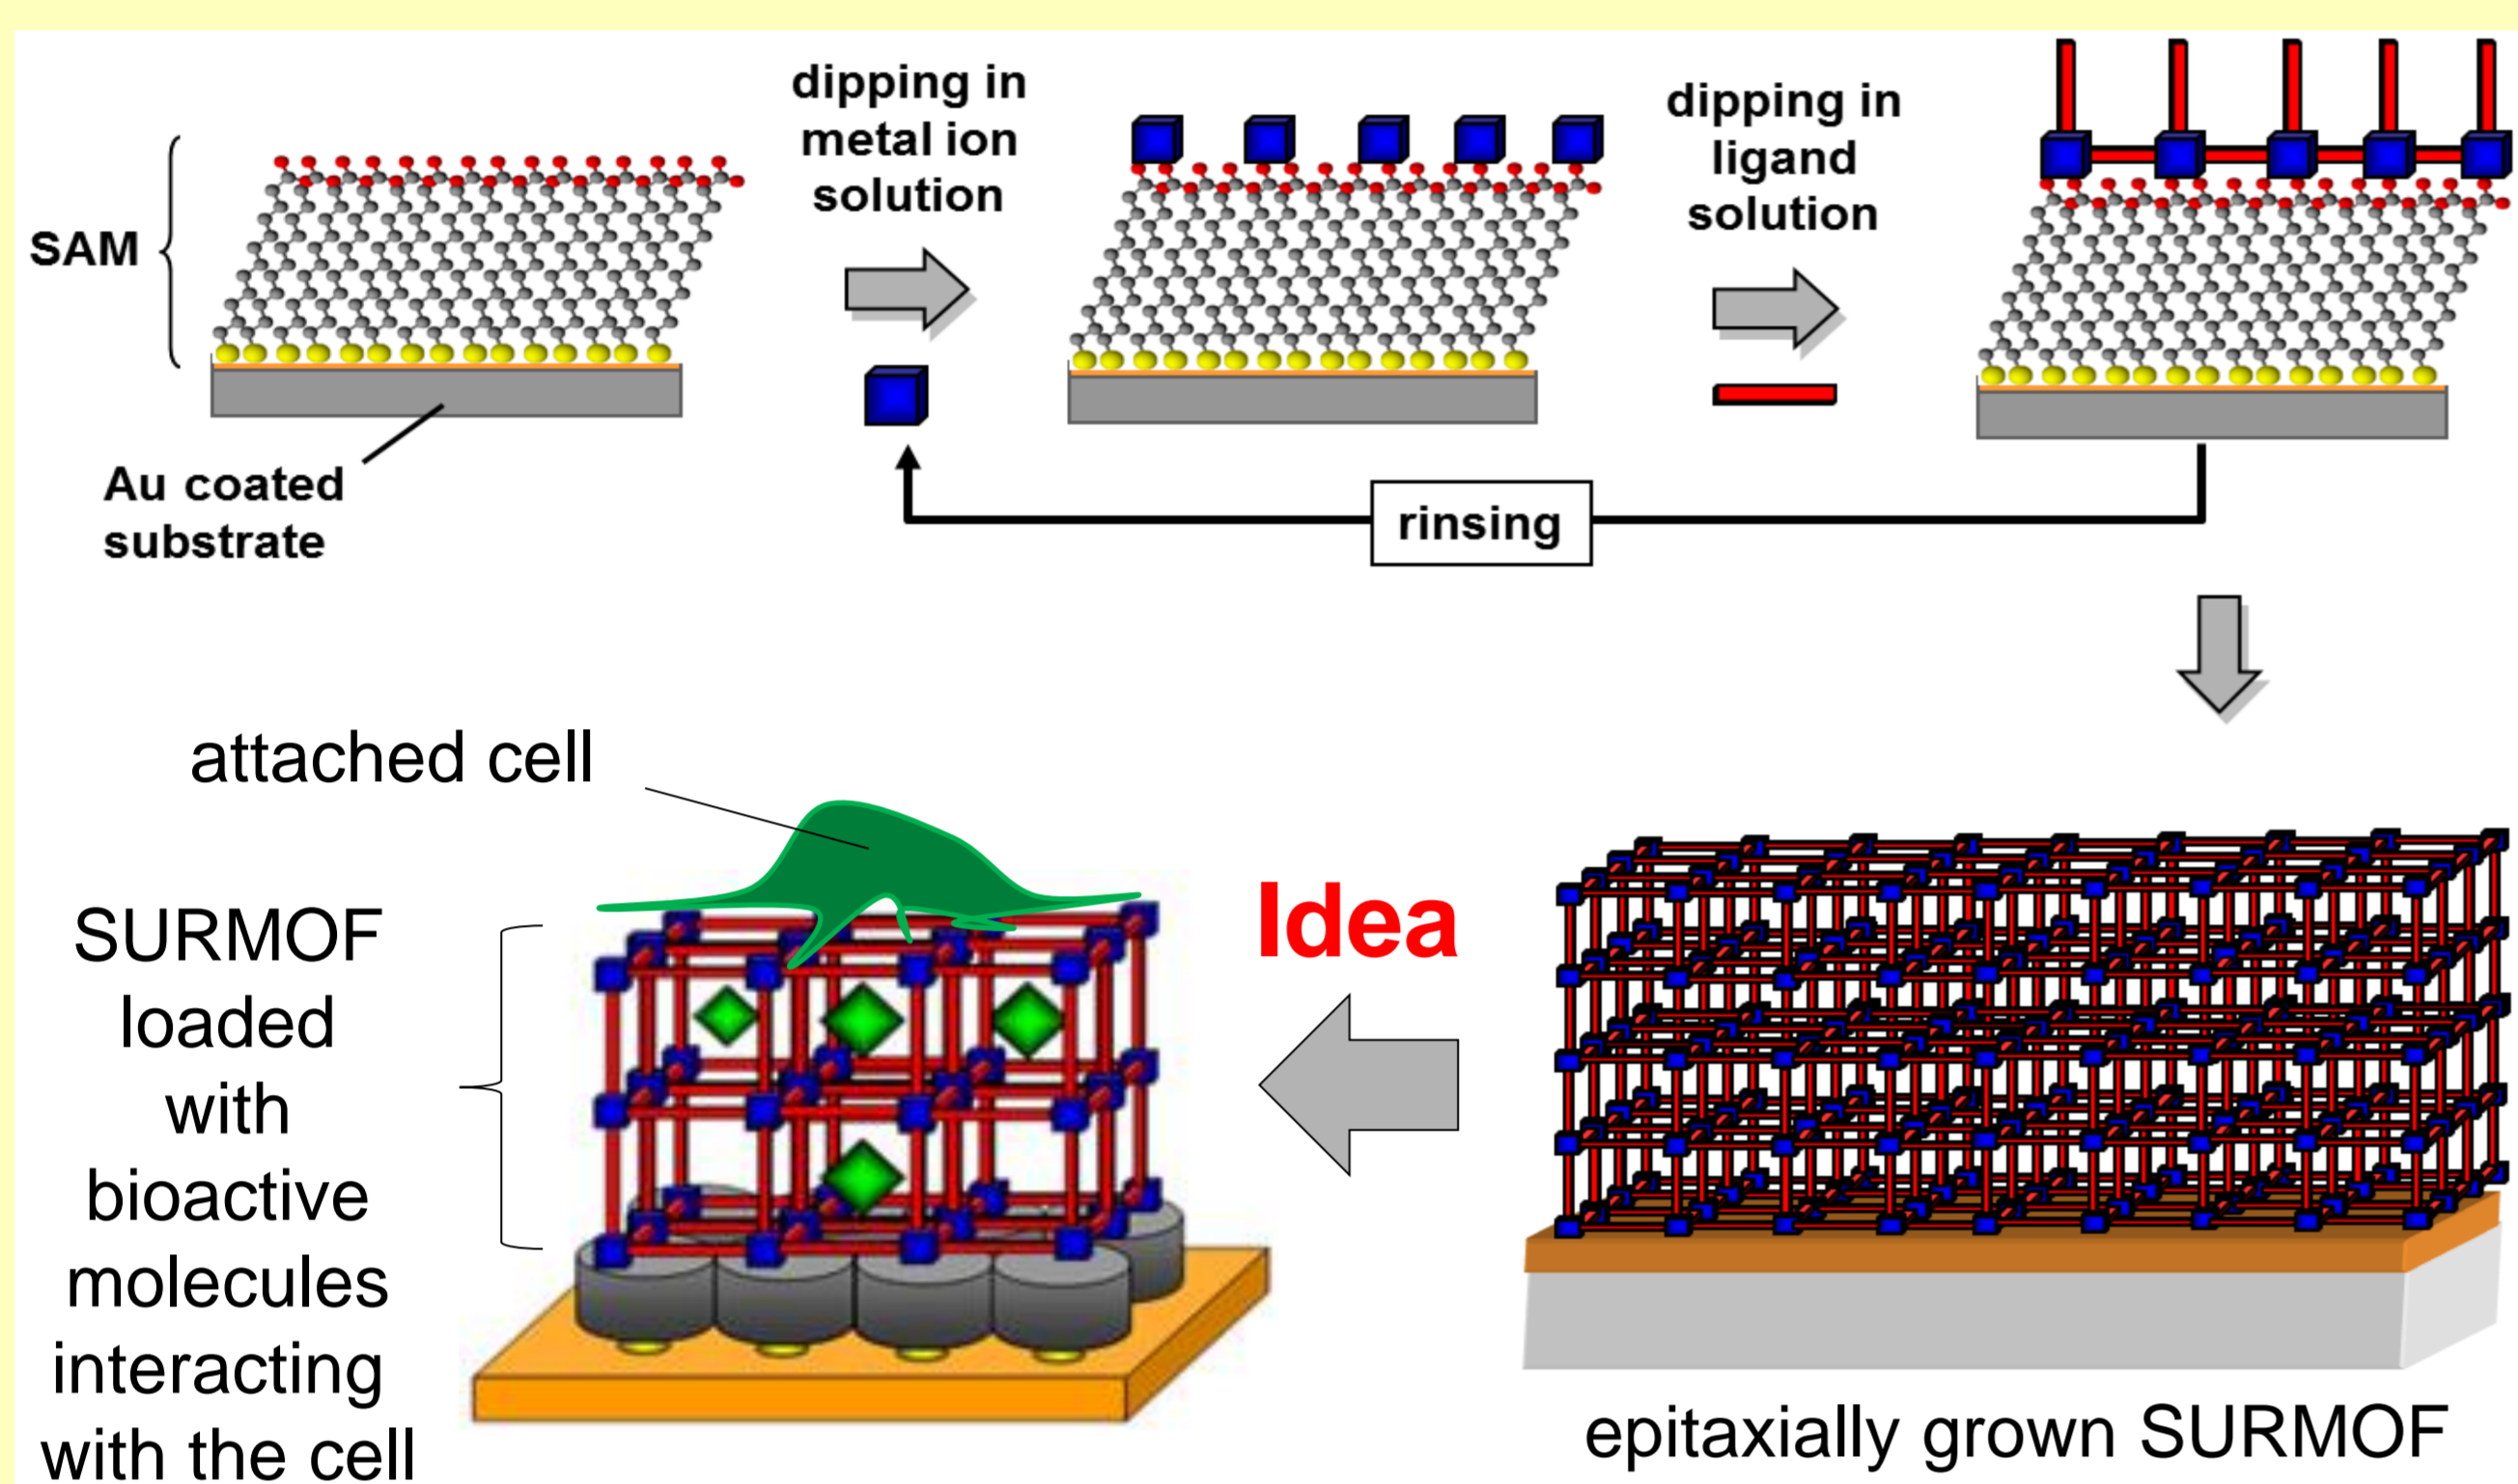 dipping in
metal ion
solution
dipping in
ligand
solution
SAM
Au coated
substrate
rinsing
attached cell
SURMOF
loaded
with
bioactive
molecules
interacting
with the cell
Idea
epitaxially grown SURMOF